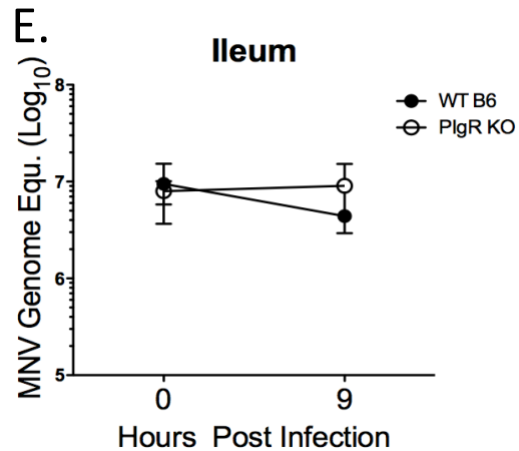 E.
Ileum
MNV Genome Equ. (Log10)
8
7
6
5
0
9
Hours Post Infection
WT B6
PIgR KO